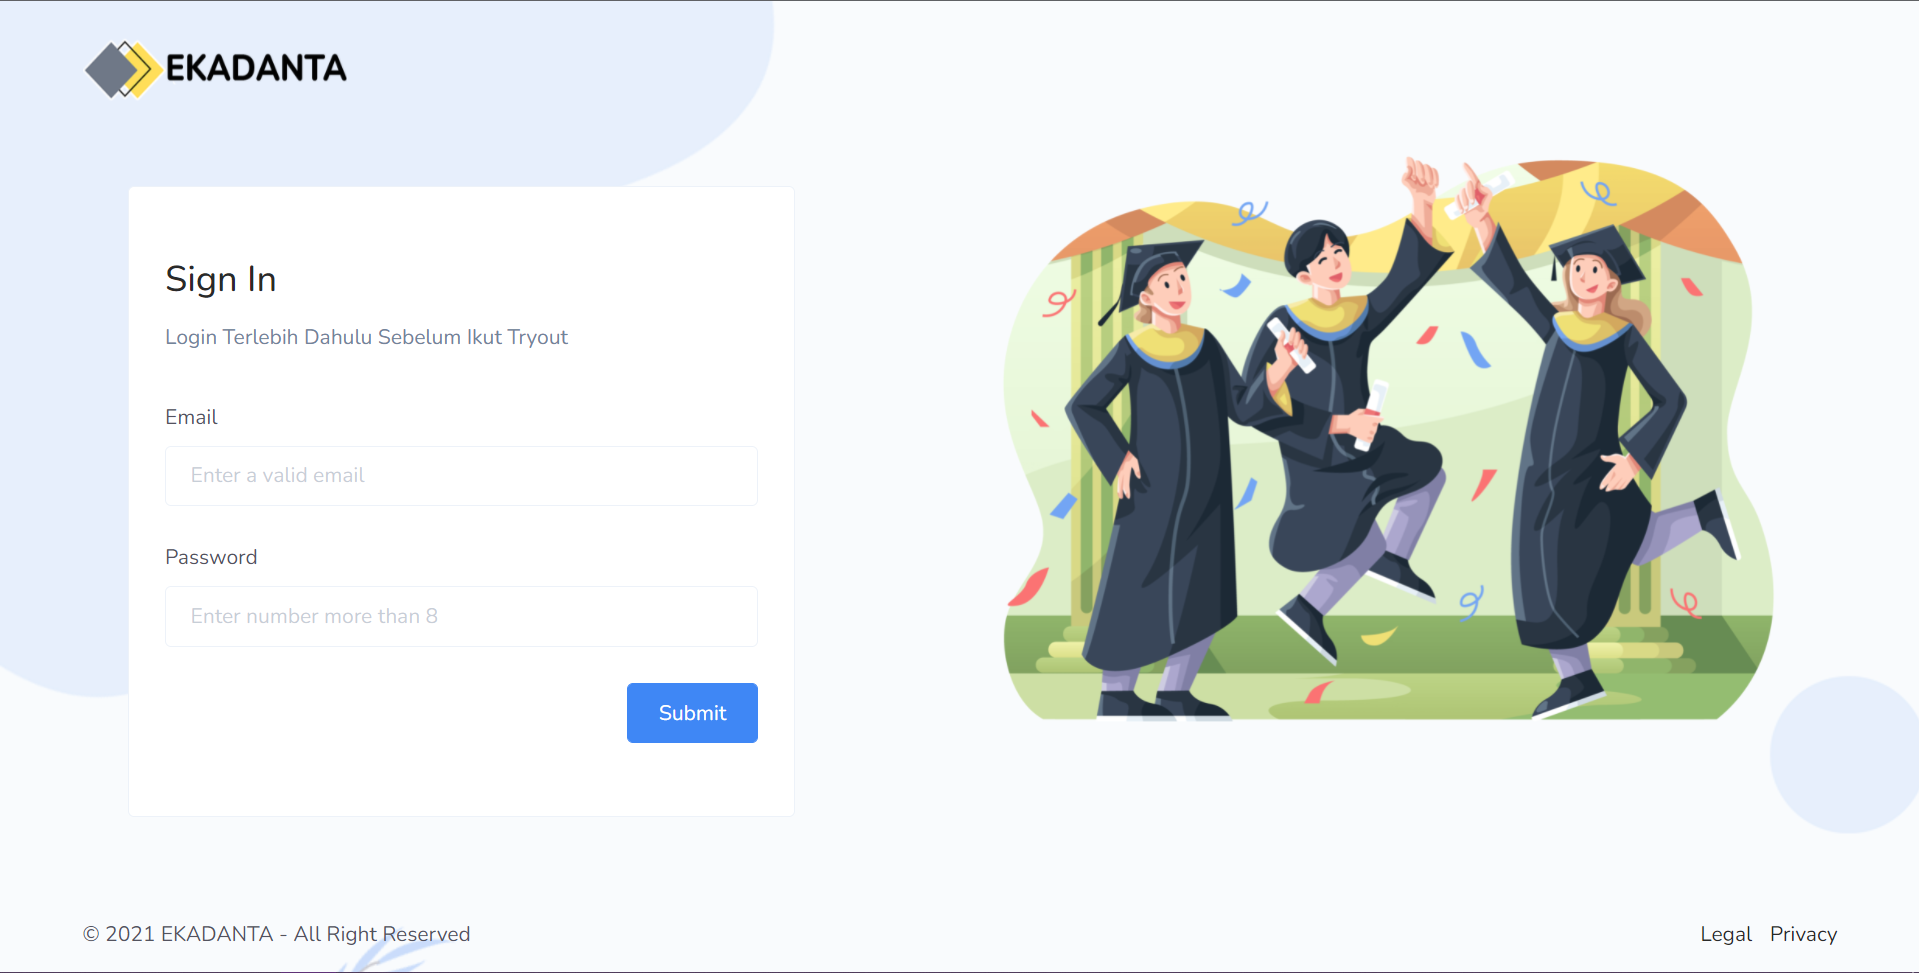 EKADANTA
Sign In
Login Terlebih Dahulu Sebelum Ikut Tryout
Email
Enter a valid email
Password
Enter number more than 8
Submit
© 2021 EKADANTA - All Right Reserved
Legal Privacy